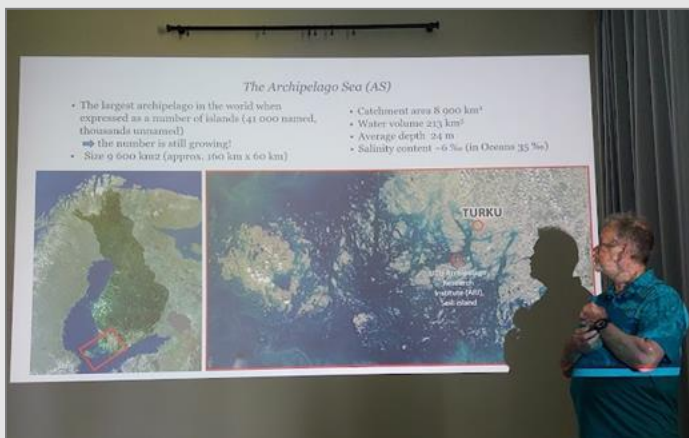 The Archipelago Sea (AS)
• The largest archipelago in the world when
expressed as a number of islands (41 000 named,
thousands unnamed)
➡ the number is still growing!
• Size 9 600 km2 (approx. 160 km x 60 km)
• Catchment area 8 900 km²
• Water volume 213 km³
• Average depth 24 m
• Salinity content ~6 ‰ (in Oceans 35 ‰)
TURKU
Archipelago
Research
Institute (ARI),
Seili island